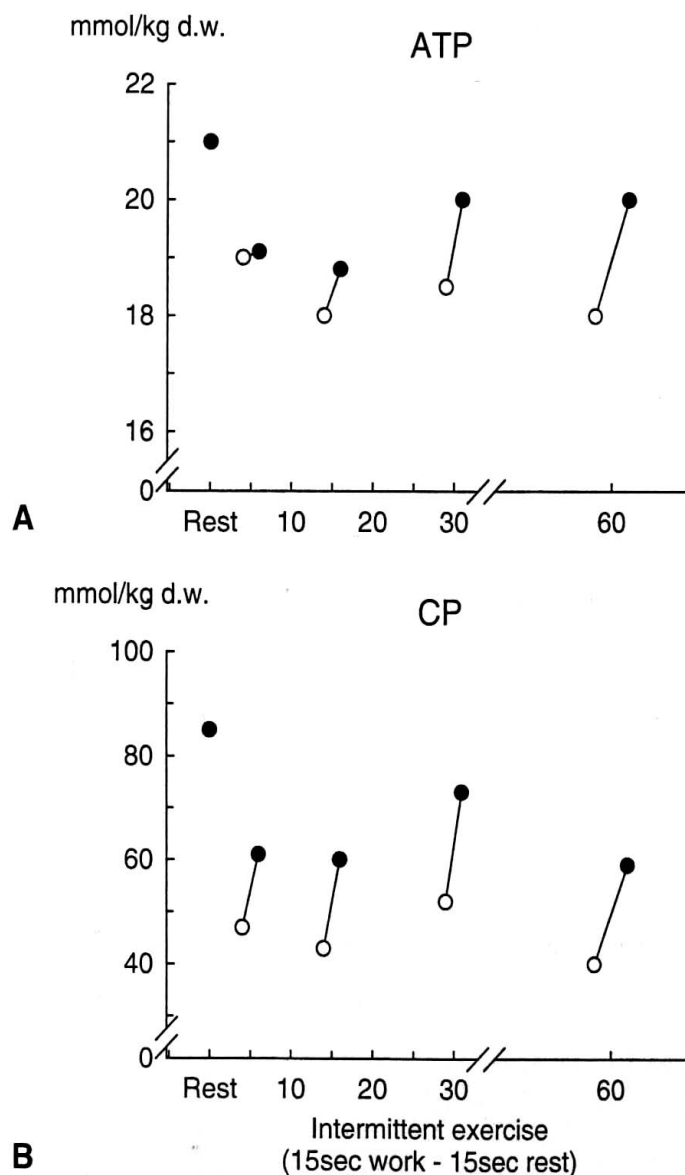 mmol/kg d.w.
ATP
22
20
18
16
0
A
Rest 10 20 30 60
mmol/kg d.w.
CP
100
80
60
40
0
Rest 10 20 30 60
Intermittent exercise
B
(15sec work - 15sec rest)